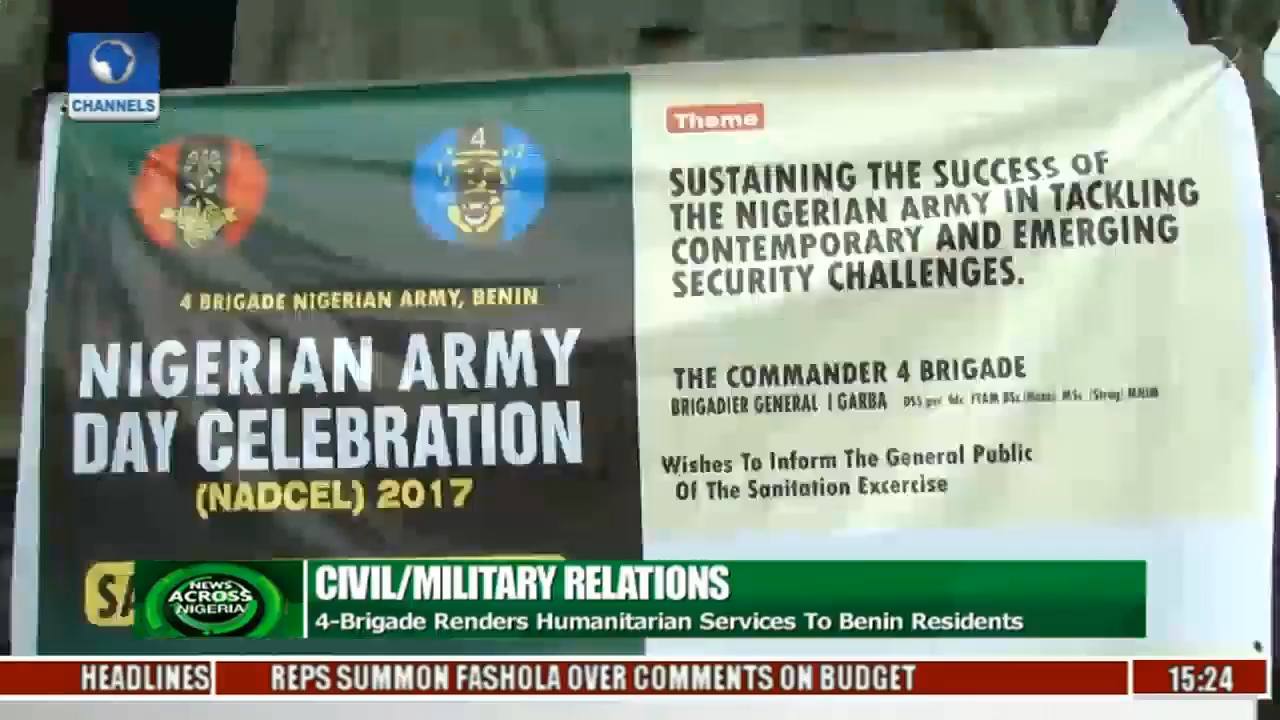 CHANNELS
4
4 BRIGADE NIGERIAN ARMY, BENIN
NIGERIAN ARMY
DAY CELEBRATION
(NADCEL) 2017
SA
Theme
SUSTAINING THE SUCCESS OF
THE NIGERIAN ARMY IN TACKLING
CONTEMPORARY AND EMERGING
SECURITY CHALLENGES.
THE COMMANDER 4 BRIGADE
BRIGADIER GENERAL I GARBA DSS
Wishes To Inform The General Public
Of The Sanitation Excercise
NEWS
ACROSS
NIGERIA
CIVIL/MILITARY RELATIONS
4-Brigade Renders Humanitarian Services To Benin Residents
HEADLINES REPS SUMMON FASHOLA OVER COMMENTS ON BUDGET 15:24